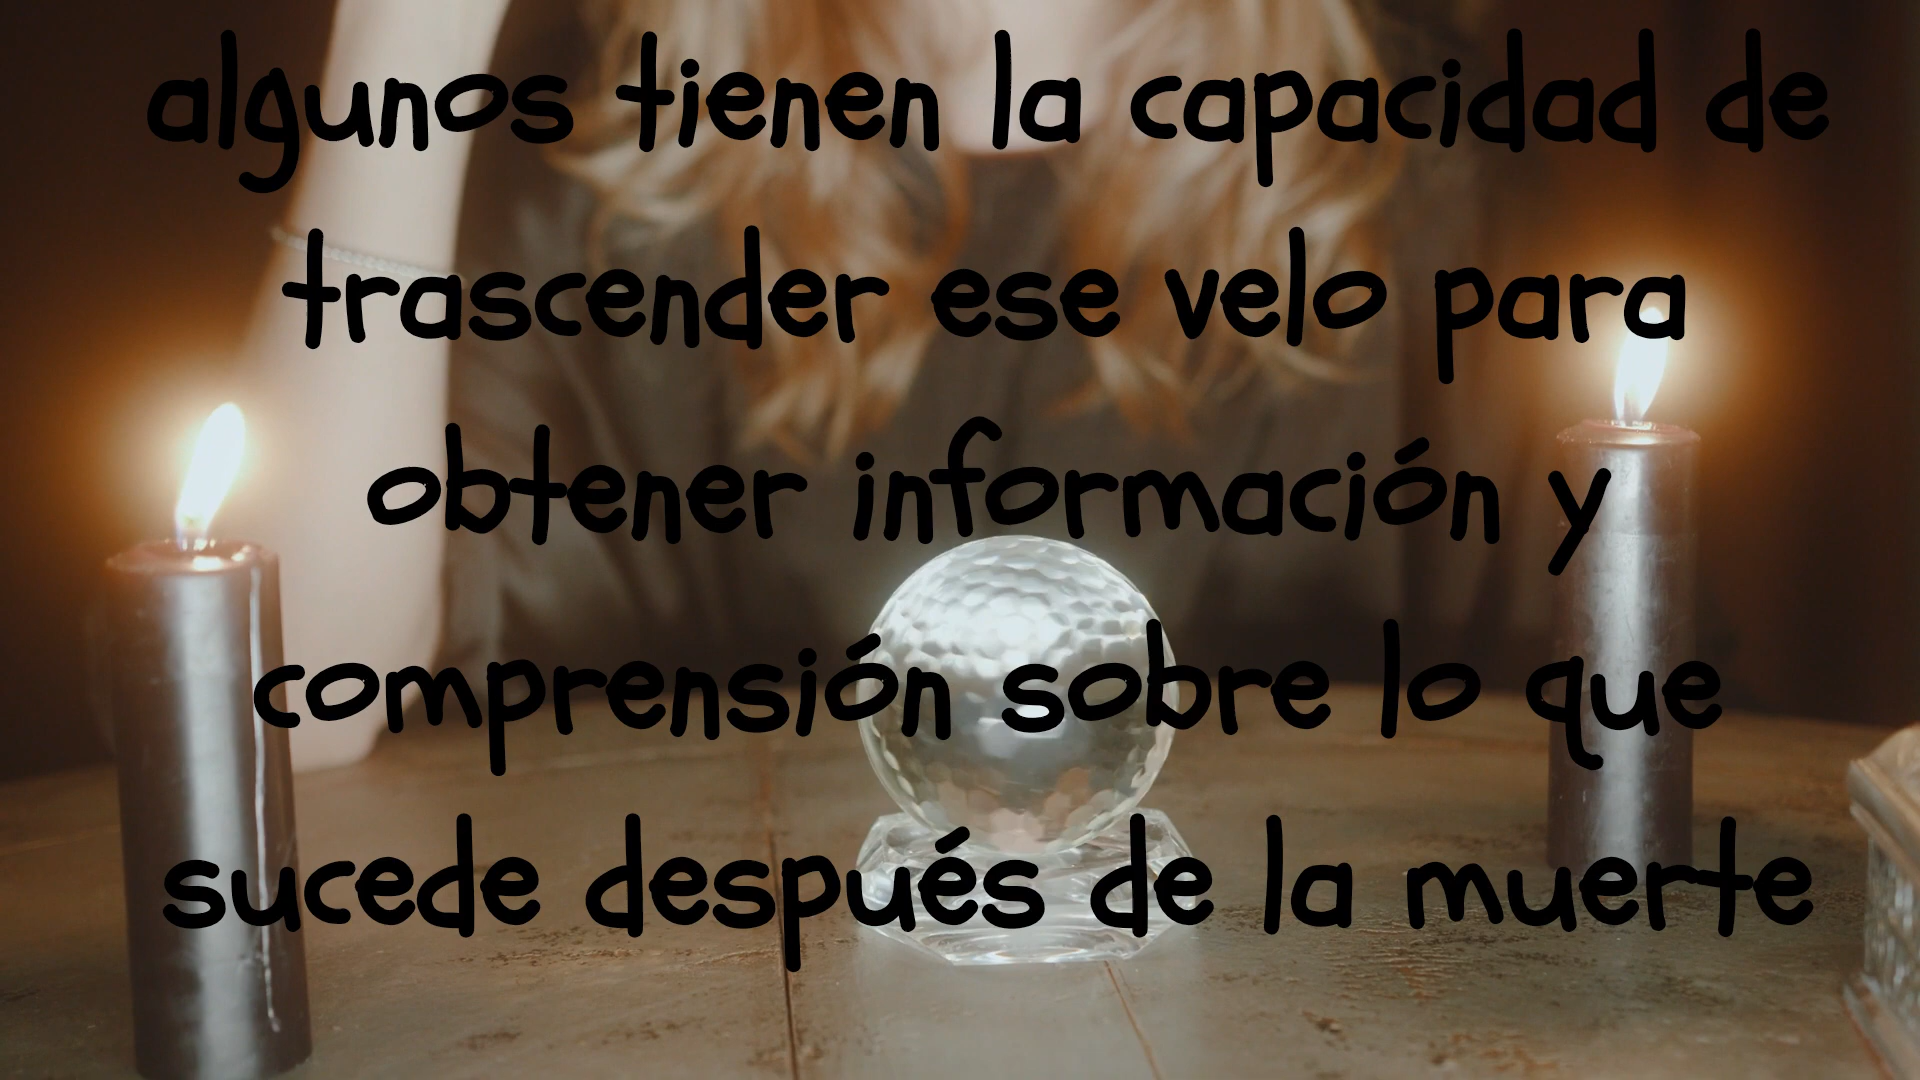 algunos tienen la capacidad de
trascender ese velo para
obtener información y
comprensión sobre lo que
sucede después de la muerte